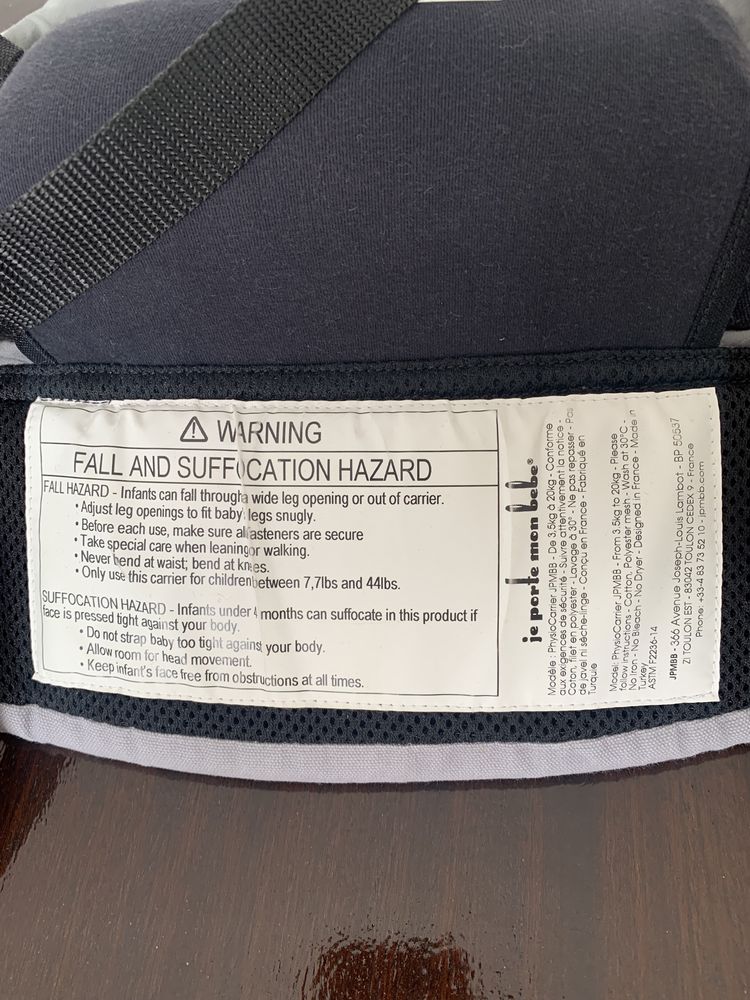 ⚠ WARNING
FALL AND SUFFOCATION HAZARD
FALL HAZARD - Infants can fall through a wide leg opening or out of carrier.
• Adjust leg openings to fit baby legs snugly.
• Before each use, make sure all fasteners are secure
• Take special care when leaning or walking.
• Never bend at waist; bend at knees.
• Only use this carrier for children between 7,7lbs and 44lbs.
SUFFOCATION HAZARD - Infants under 4 months can suffocate in this product if
face is pressed tight against your body.
• Do not strap baby too tight against your body.
• Allow room for head movement.
• Keep infant's face free from obstructions at all times.
je porte mon bebe®
Modèle : PhysioCarrier JPMBB - De 3,5kg à 20kg - Conforme
aux exigences de sécurité - Suivre attentivement la notice -
Coton, filet en polyester - Lavage à 30° - Ne pas repasser - Pas
de javel ni sèche-linge - Conçu en France - Fabriqué en
Turquie
Model: PhysioCarrier JPMBB - From 3,5kg to 20kg - Please
follow instructions - Cotton, Polyester mesh - Wash at 30°C -
No Iron - No Bleach - No Dryer - Designed in France - Made in
Turkey
ASTM F2236-14
JPMBB - 366 Avenue Joseph-Louis Lambot - BP 50537
ZI TOULON EST - 83042 TOULON CEDEX 9 - France
Phone: +33-4 83 73 52 10 - jpmbb.com